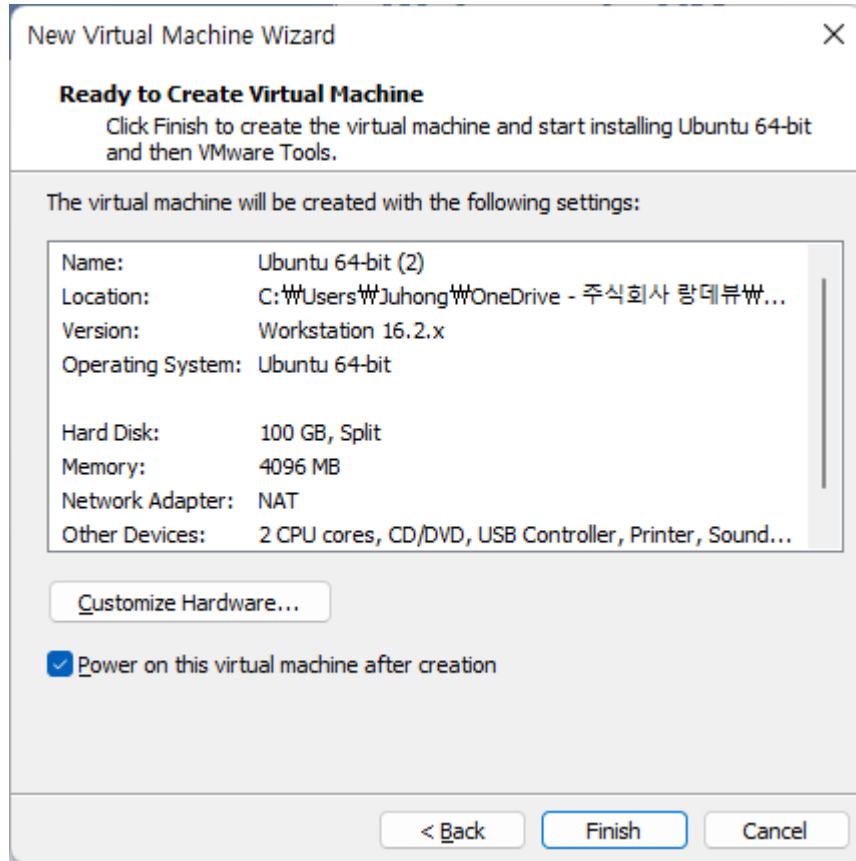 New Virtual Machine Wizard
Ready to Create Virtual Machine
Click Finish to create the virtual machine and start installing Ubuntu 64-bit
and then VMware Tools.
The virtual machine will be created with the following settings:
Name: Ubuntu 64-bit (2)
Location: C:₩Users₩Juhong₩OneDrive - 주식회사 랑데뷰₩...
Version: Workstation 16.2.x
Operating System: Ubuntu 64-bit
Hard Disk: 100 GB, Split
Memory: 4096 MB
Network Adapter: NAT
Other Devices: 2 CPU cores, CD/DVD, USB Controller, Printer, Sound...
Customize Hardware...
Power on this virtual machine after creation
< Back Finish Cancel